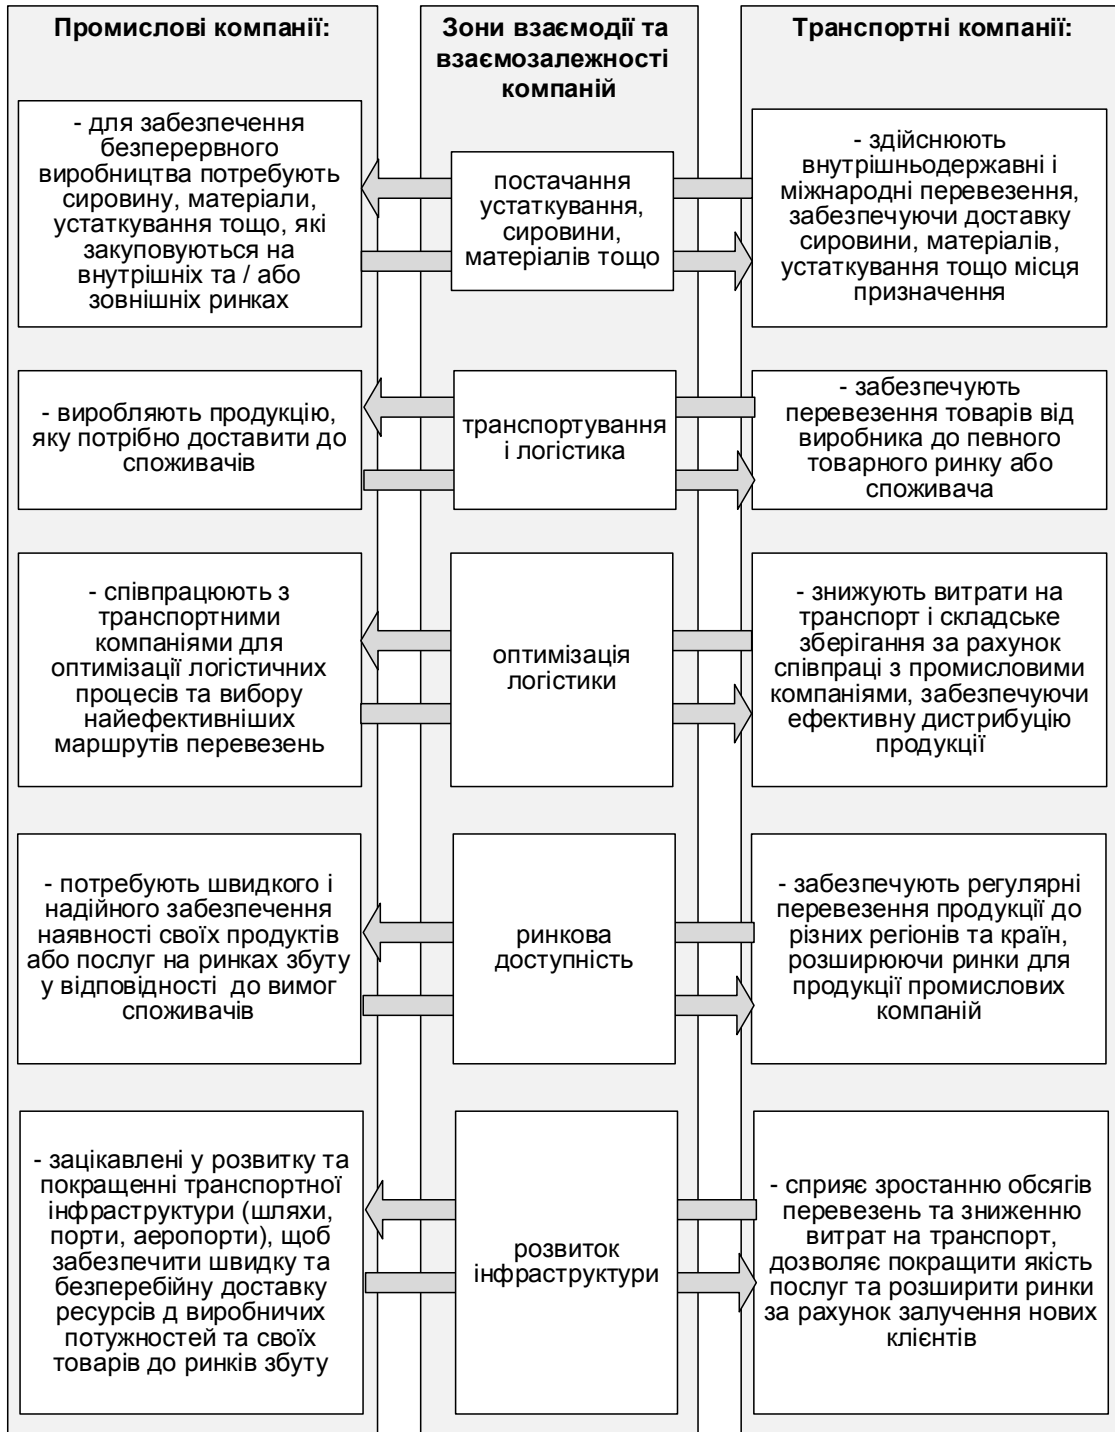 Промислові компанії:
Зони взаємодії та
взаємозалежності
компаній
Транспортні компанії:
- для забезпечення
безперервного
виробництва потребують
сировину, матеріали,
устаткування тощо, які
закуповуються на
внутрішніх та / або
зовнішніх ринках
постачання
устаткування,
сировини,
матеріалів тощо
- здійснюють
внутрішньодержавні і
міжнародні перевезення,
забезпечуючи доставку
сировини, матеріалів,
устаткування тощо місця
призначення
- виробляють продукцію,
яку потрібно доставити до
споживачів
транспортування
і логістика
- забезпечують
перевезення товарів від
виробника до певного
товарного ринку або
споживача
- співпрацюють з
транспортними
компаніями для
оптимізації логістичних
процесів та вибору
найефективніших
маршрутів перевезень
оптимізація
логістики
- знижують витрати на
транспорт і складське
зберігання за рахунок
співпраці з промисловими
компаніями, забезпечуючи
ефективну дистрибуцію
продукції
- потребують швидкого і
надійного забезпечення
наявності своїх продуктів
або послуг на ринках збуту
у відповідності до вимог
споживачів
ринкова
доступність
- забезпечують регулярні
перевезення продукції до
різних регіонів та країн,
розширюючи ринки для
продукції промислових
компаній
- зацікавлені у розвитку та
покращенні транспортної
інфраструктури (шляхи,
порти, аеропорти), щоб
забезпечити швидку та
безперебійну доставку
ресурсів д виробничих
потужностей та своїх
товарів до ринків збуту
розвиток
інфраструктури
- сприяє зростанню обсягів
перевезень та зниженню
витрат на транспорт,
дозволяє покращити якість
послуг та розширити ринки
за рахунок залучення нових
клієнтів